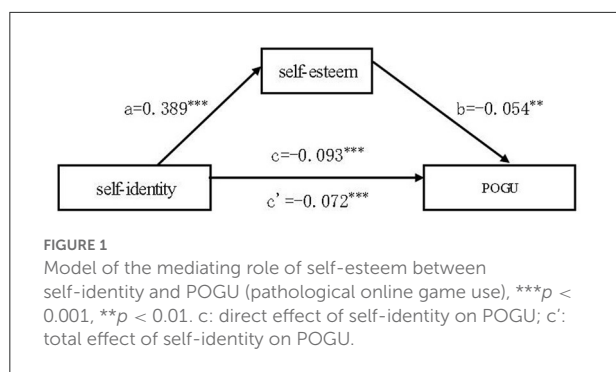 self-esteem
a=0.389***
b=-0.054**
c=-0.093***
self-identity
POGU
c'=-0.072***
FIGURE 1
Model of the mediating role of self-esteem between
self-identity and POGU (pathological online game use), ***p <
0.001, **p < 0.01. c: direct effect of self-identity on POGU; c':
total effect of self-identity on POGU.